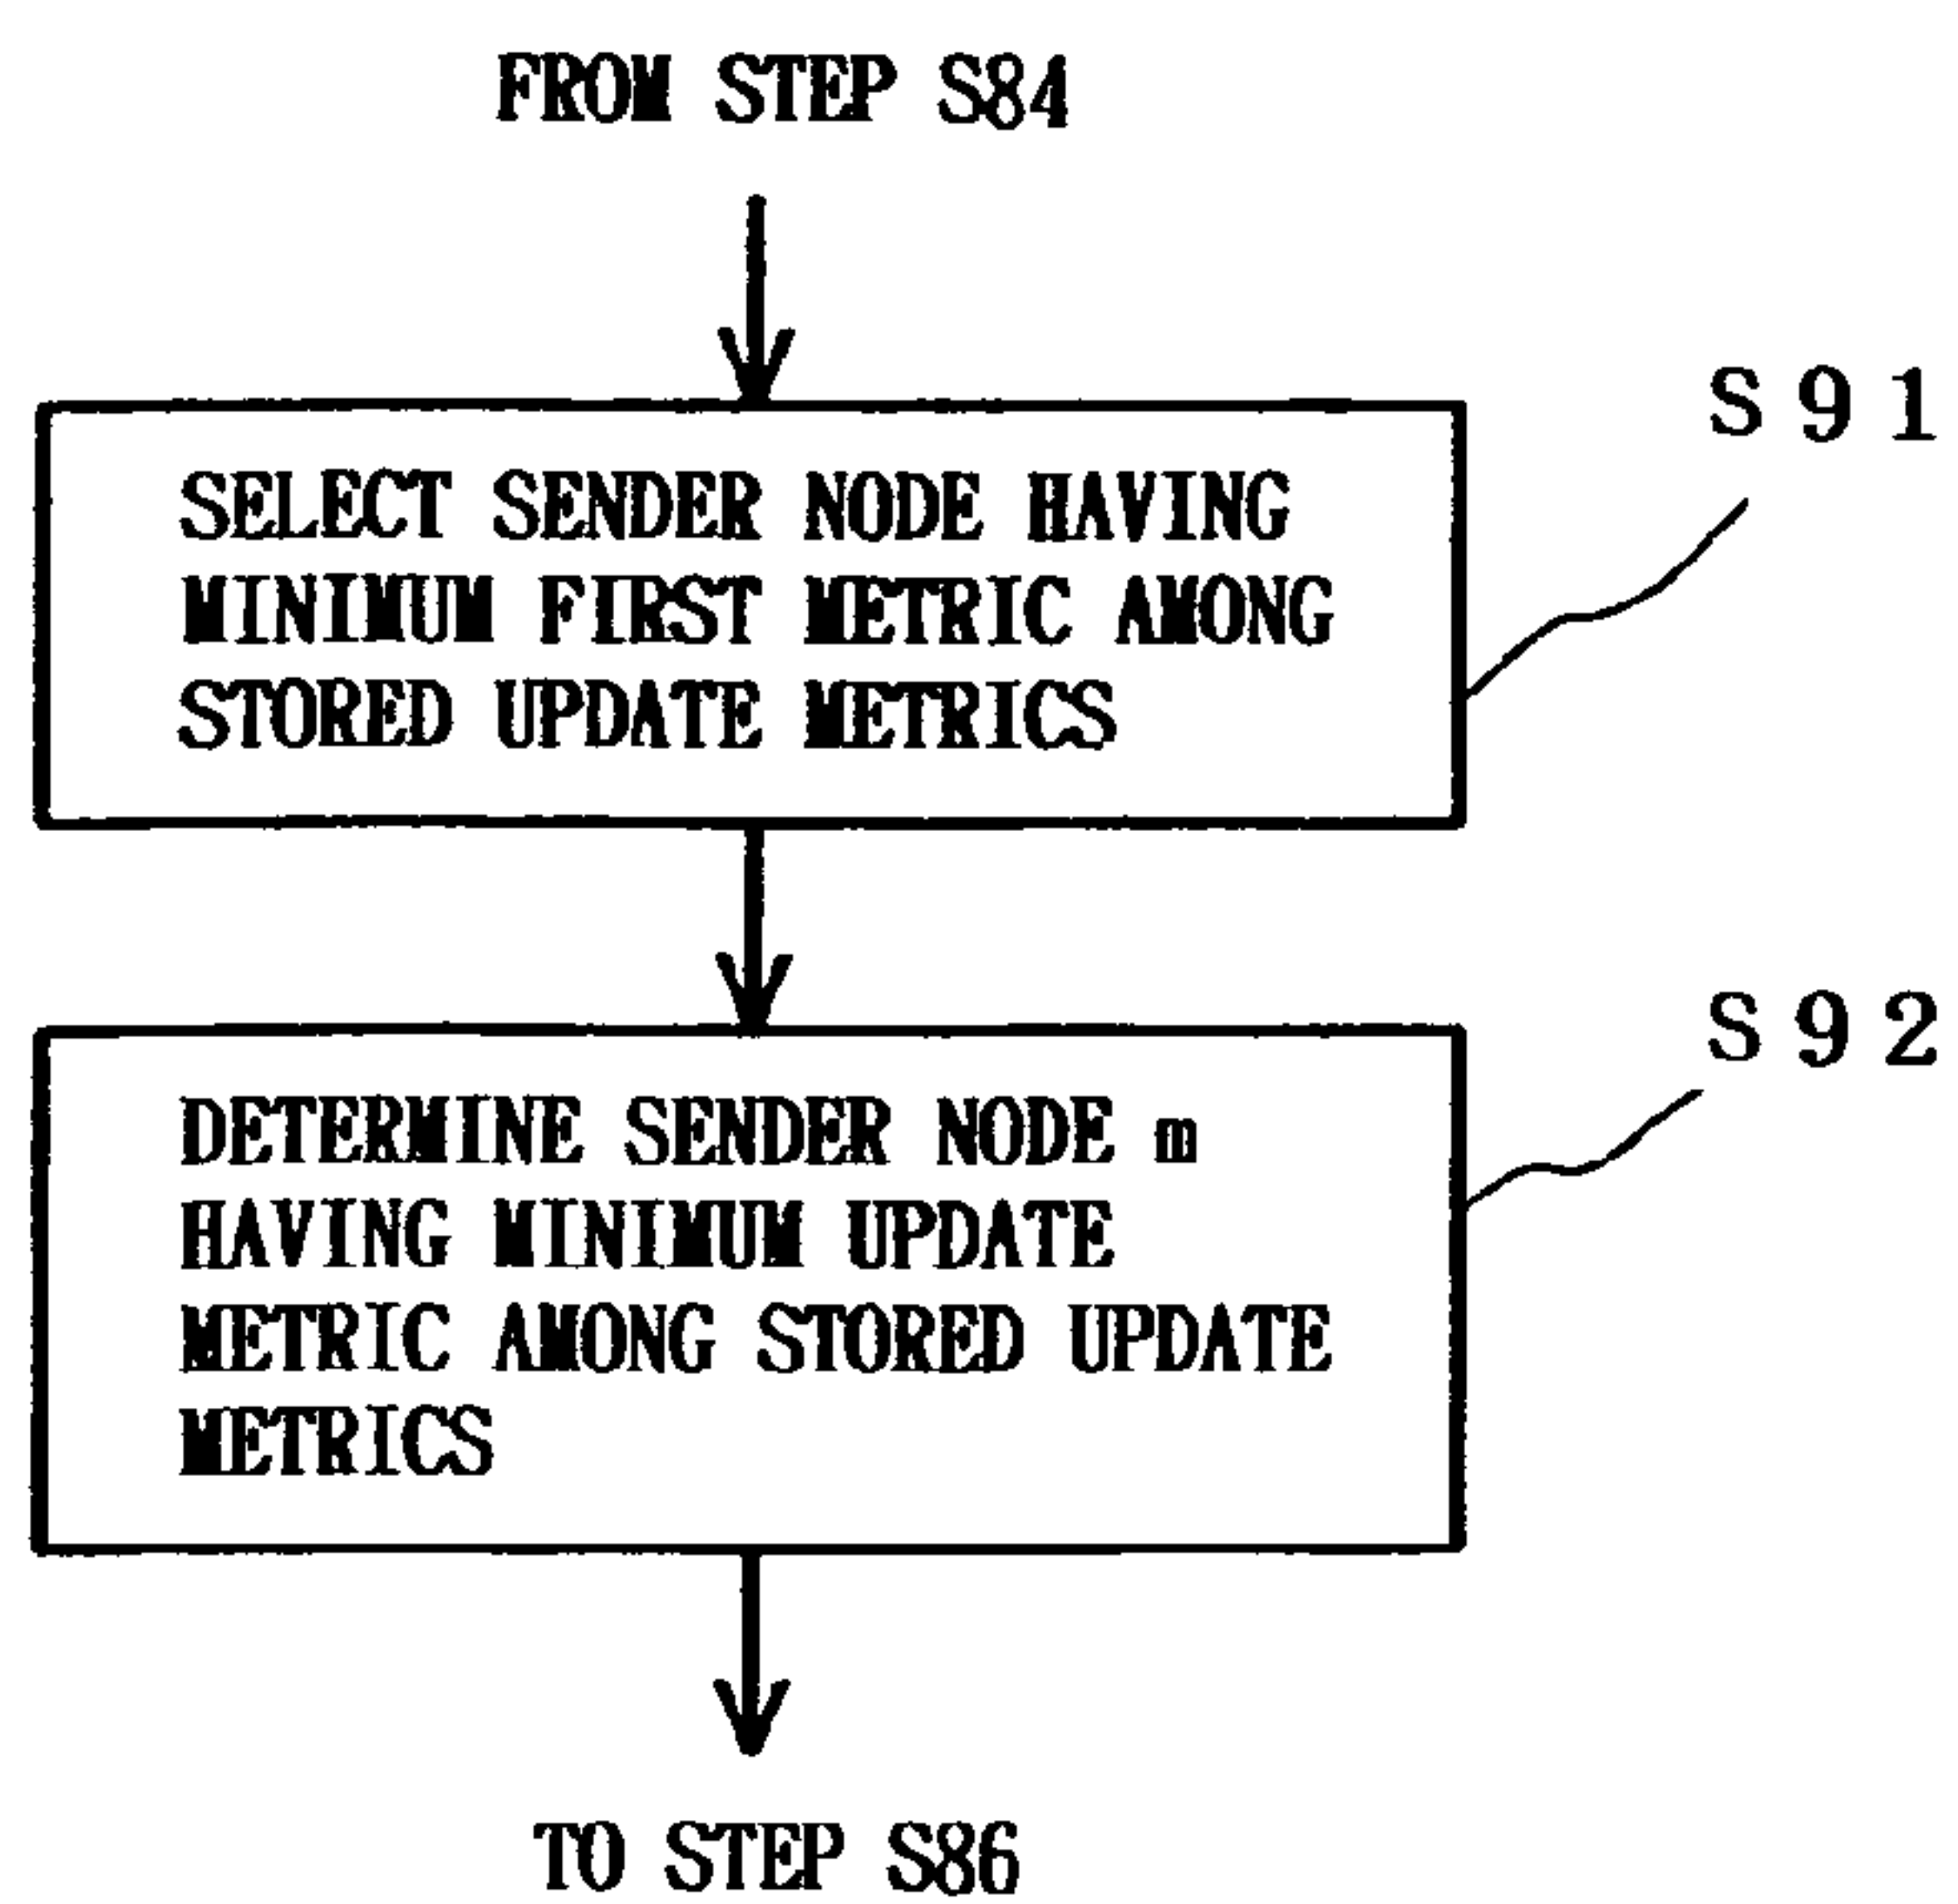 FROM STEP S84
S91
SELECT SENDER NODE HAVING
MINIMUM FIRST METRIC AMONG
STORED UPDATE METRICS
S92
DETERMINE SENDER NODE m
HAVING MINIMUM UPDATE
METRIC AMONG STORED UPDATE
METRICS
TO STEP S86